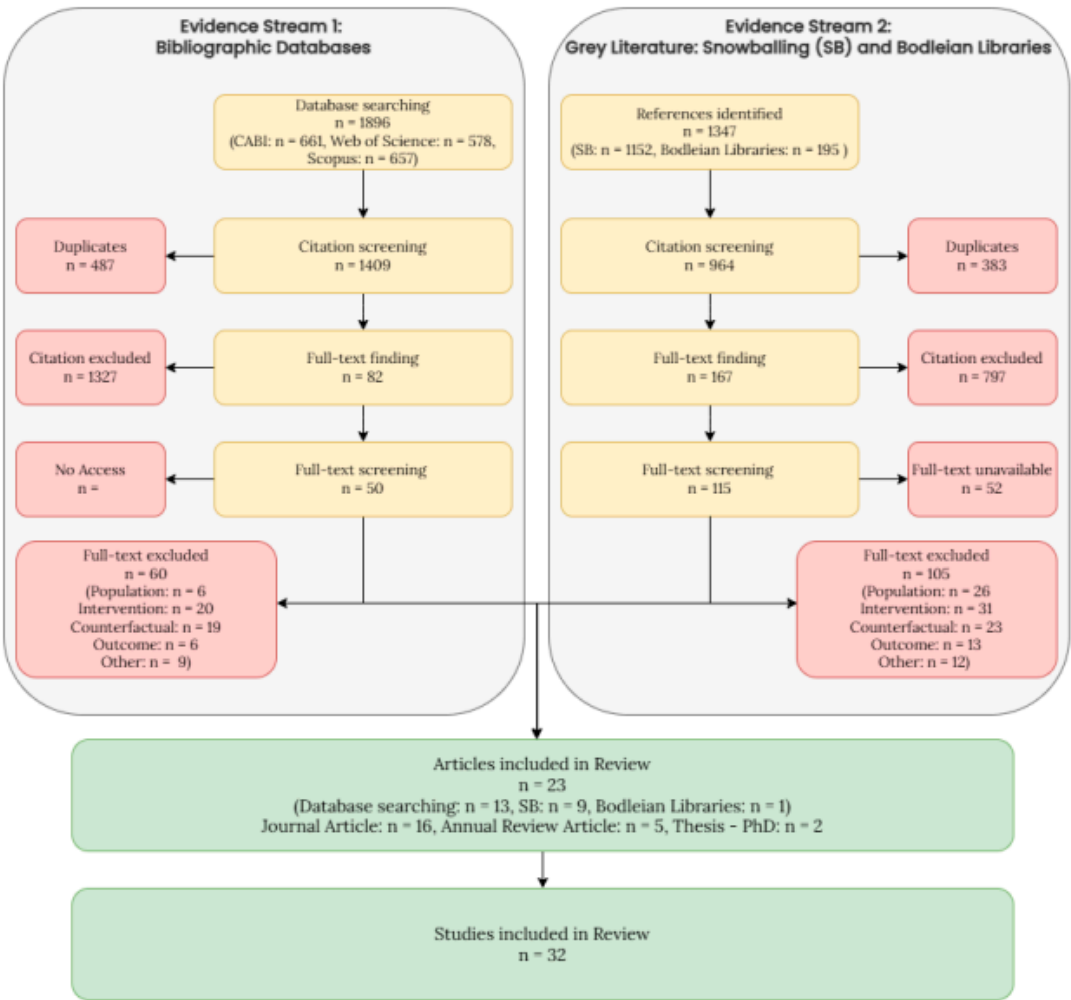 Evidence Stream 1:
Bibliographic Databases
Database searching
n = 1896
(CABI: n = 661, Web of Science: n = 578,
Scopus: n = 657)
Duplicates
n = 487
Citation screening
n = 1409
Citation excluded
n = 1327
Full-text finding
n = 82
No Access
n =
Full-text screening
n = 50
Full-text excluded
n = 60
(Population: n = 6
Intervention: n = 20
Counterfactual: n = 19
Outcome: n = 6
Other: n = 9)
Evidence Stream 2:
Grey Literature: Snowballing (SB) and Bodleian Libraries
References identified
n = 1347
(SB: n = 1152, Bodleian Libraries: n = 195 )
Citation screening
n = 964
Duplicates
n = 383
Full-text finding
n = 167
Citation excluded
n = 797
Full-text screening
n = 115
Full-text unavailable
n = 52
Full-text excluded
n = 105
(Population: n = 26
Intervention: n = 31
Counterfactual: n = 23
Outcome: n = 13
Other: n = 12)
Articles included in Review
n = 23
(Database searching: n = 13, SB: n = 9, Bodleian Libraries: n = 1)
Journal Article: n = 16, Annual Review Article: n = 5, Thesis - PhD: n = 2
Studies included in Review
n = 32